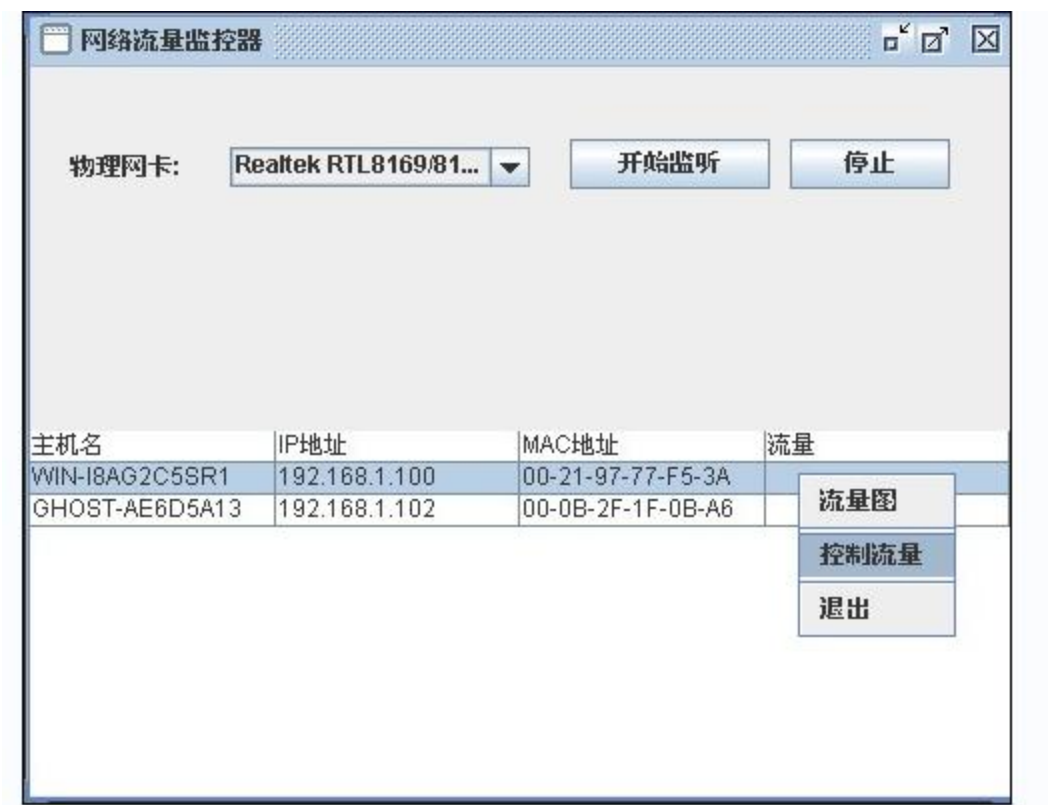 网络流量监控器
物理网卡: Realtek RTL8169/81... 开始监听 停止
主机名 IP地址 MAC地址 流量
WIN-I8AG2C5SR1 192.168.1.100 00-21-97-77-F5-3A
GHOST-AE6D5A13 192.168.1.102 00-0B-2F-1F-0B-A6
流量图
控制流量
退出